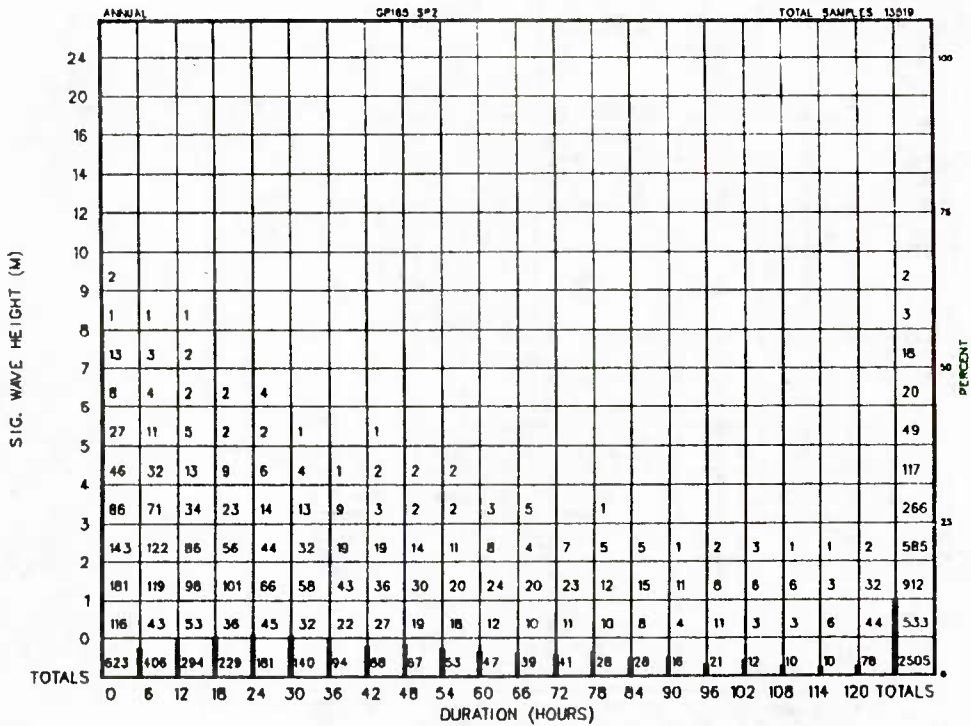 ANNUAL GP165 SP2 TOTAL SAMPLES 13519
24 100
20
16
14
12 75
10
2 2
9
1 1 1 3
8
13 3 2 18
7 50
8 4 2 2 4 20
6
27 11 5 2 2 1 1 49
5
46 32 13 9 6 4 1 2 2 2 117
4
86 71 34 23 14 13 9 3 2 2 3 5 1 266
3 25
143 122 86 56 44 32 19 19 14 11 8 4 7 5 5 1 2 3 1 1 2 585
2
181 119 98 101 66 58 43 36 30 20 24 20 23 12 15 11 8 6 6 3 32 912
1
116 43 53 36 45 32 22 27 19 18 12 10 11 10 8 4 11 3 3 6 44 533
0
TOTALS 623 406 294 229 181 140 94 88 67 53 47 39 41 28 28 16 21 12 10 10 78 2505 0
0 6 12 18 24 30 36 42 48 54 60 66 72 78 84 90 96 102 108 114 120 TOTALS
DURATION (HOURS)
SIG. WAVE HEIGHT (M)
PERCENT